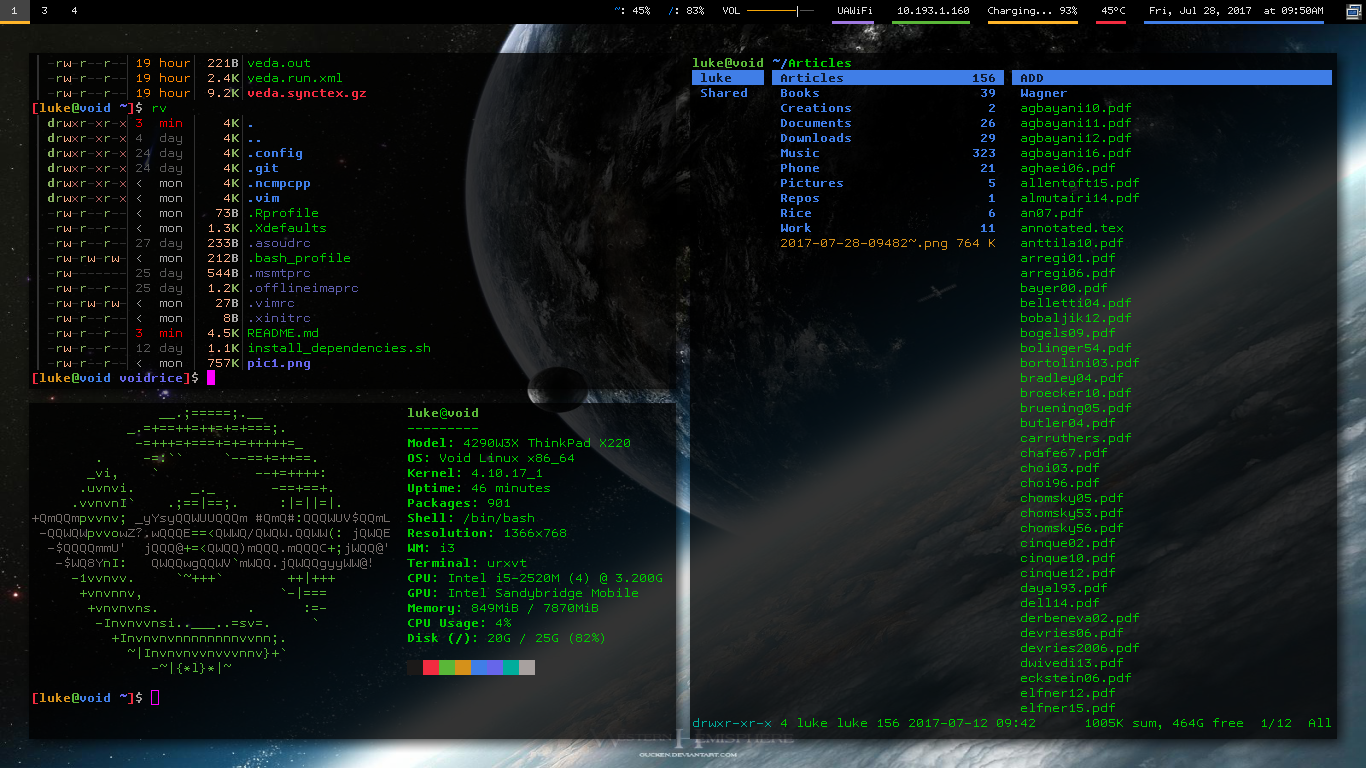 1 3 4 ~: 45% /: 83% VOL UAWiFi 10.193.1.160 Charging... 93% 45°C Fri, Jul 28, 2017 at 09:50AM
-rw-r--r-- 19 hour 221B veda.out
-rw-r--r-- 19 hour 2.4K veda.run.xml
-rw-r--r-- 19 hour 9.2K veda.synctex.gz
[luke@void ~]$ rv
drwxr-xr-x 3 min 4K .
drwxr-xr-x 4 day 4K ..
drwxr-xr-x 24 day 4K .config
drwxr-xr-x 24 day 4K .git
drwxr-xr-x < mon 4K .ncmpcpp
drwxr-xr-x < mon 4K .vim
-rw-r--r-- < mon 73B .Rprofile
-rw-r--r-- < mon 1.3K .Xdefaults
-rw-r--r-- 27 day 233B .asoudrc
-rw-r--r-- < mon 212B .bash_profile
-rw------- 25 day 544B .msmtprc
-rw-r--r-- 25 day 1.2K .offlineimaprc
-rw-rw-rw- < mon 27B .vimrc
-rw-r--r-- < mon 8B .xinitrc
-rw-r--r-- 3 min 4.5K README.md
-rw-r--r-- 12 day 1.1K install_dependencies.sh
-rw-r--r-- < mon 757K pic1.png
[luke@void voidrice]$
luke@void
---------
Model: 4290W3X ThinkPad X220
OS: Void Linux x86_64
Kernel: 4.10.17_1
Uptime: 46 minutes
Packages: 901
Shell: /bin/bash
Resolution: 1366x768
WM: i3
Terminal: urxvt
CPU: Intel i5-2520M (4) @ 3.200G
GPU: Intel Sandybridge Mobile
Memory: 849MiB / 7870MiB
CPU Usage: 4%
Disk (/): 20G / 25G (82%)
[luke@void ~]$
luke@void ~/Articles
luke
Shared
Articles 156
Books 39
Creations 2
Documents 26
Downloads 29
Music 323
Phone 21
Pictures 5
Repos 1
Rice 6
Work 11
2017-07-28-09482~.png 764 K
ADD
Wagner
agbayani10.pdf
agbayani11.pdf
agbayani12.pdf
agbayani16.pdf
aghaei06.pdf
allentoft15.pdf
almutairi14.pdf
an07.pdf
annotated.tex
anttila10.pdf
arregi01.pdf
arregi06.pdf
bayer00.pdf
belletti04.pdf
bobaljik12.pdf
bogels09.pdf
bolinger54.pdf
bortolini03.pdf
bradley04.pdf
broecker10.pdf
bruening05.pdf
butler04.pdf
carruthers.pdf
chafe67.pdf
choi03.pdf
choi96.pdf
chomsky05.pdf
chomsky53.pdf
chomsky56.pdf
cinque02.pdf
cinque10.pdf
cinque12.pdf
dayal93.pdf
dell14.pdf
derbeneva02.pdf
devries06.pdf
devries2006.pdf
dwivedi13.pdf
eckstein06.pdf
elfner12.pdf
elfner15.pdf
drwxr-xr-x 4 luke luke 156 2017-07-12 09:42 1005K sum, 464G free 1/12 All
HEMISPHERE
OUCKEN.DEVIANTART.COM